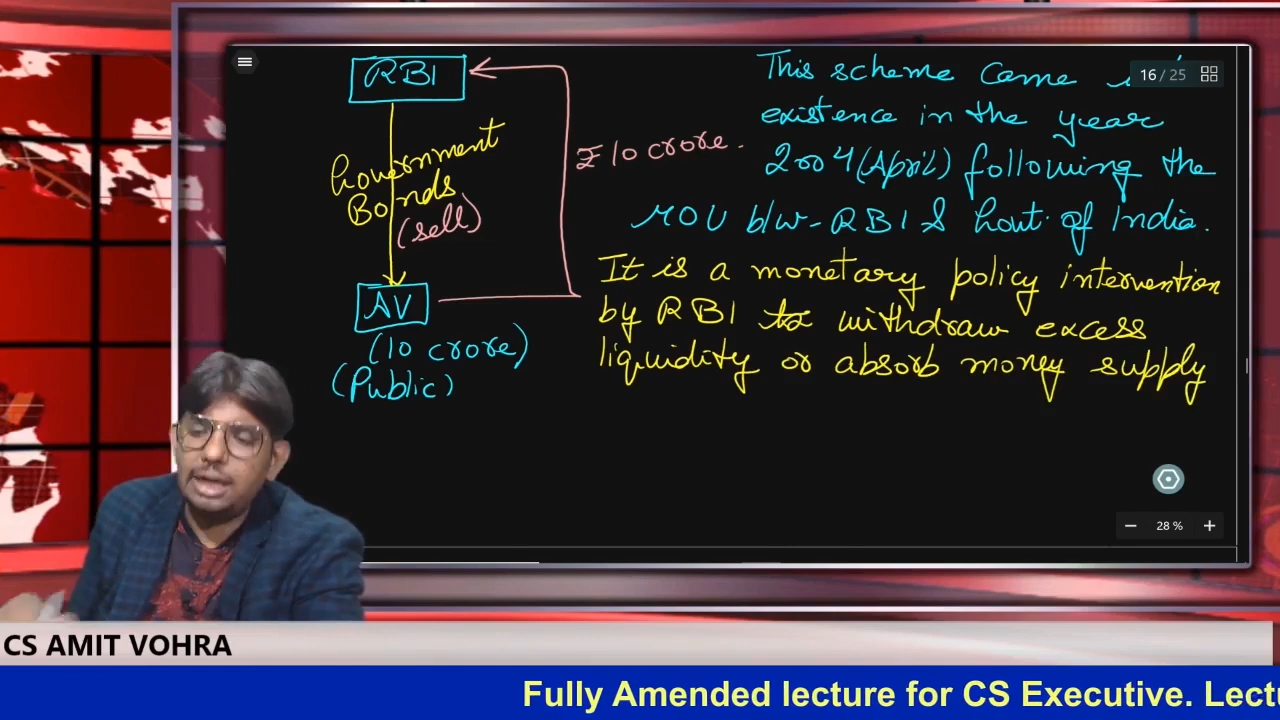 RBI
Government
Bonds
(sell)
₹10 crore.
AV
(10 crore)
(Public)
This scheme came
existence in the year
2004(April) following the
MOU b/w-RBI & Govt. of India.
It is a monetary policy intervention
by RBI to withdraw excess
liquidity or absorb money supply
16 / 25
28 %
CS AMIT VOHRA
Fully Amended lecture for CS Executive. Lect